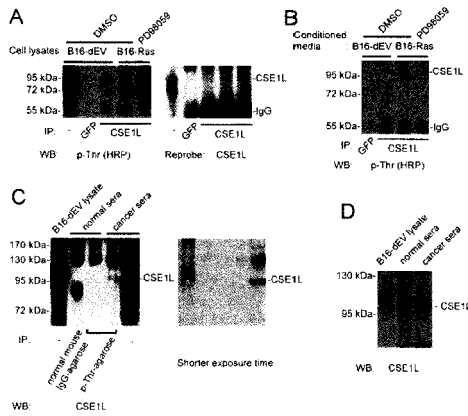 A
DMSO
PD98059
Cell lysates
B16-dEV
B16-Ras
95 kDa-
72 kDa-
55 kDa-
-CSE1L
-IgG
IP:
-
GFP
CSE1L
-
GFP
CSE1L
WB:
p-Thr (HRP)
Reprobe:
CSE1L
B
DMSO
PD98059
Conditioned
media
:
B16-dEV
B16-Ras
95 kDa-
72 kDa-
55 kDa-
-CSE1L
-IgG
IP:
GFP
CSE1L
WB:
p-Thr (HRP)
C
B16-dEV lysate
normal sera
cancer sera
170 kDa-
130 kDa-
95 kDa-
72 kDa-
-CSE1L
-CSE1L
IP:
-
normal mouse
IgG-agarose
p-Thr-agarose
-
Shorter exposure time
WB:
CSE1L
D
B16-dEV lysate
normal sera
cancer sera
130 kDa-
95 kDa-
-CSE1L
WB:
CSE1L